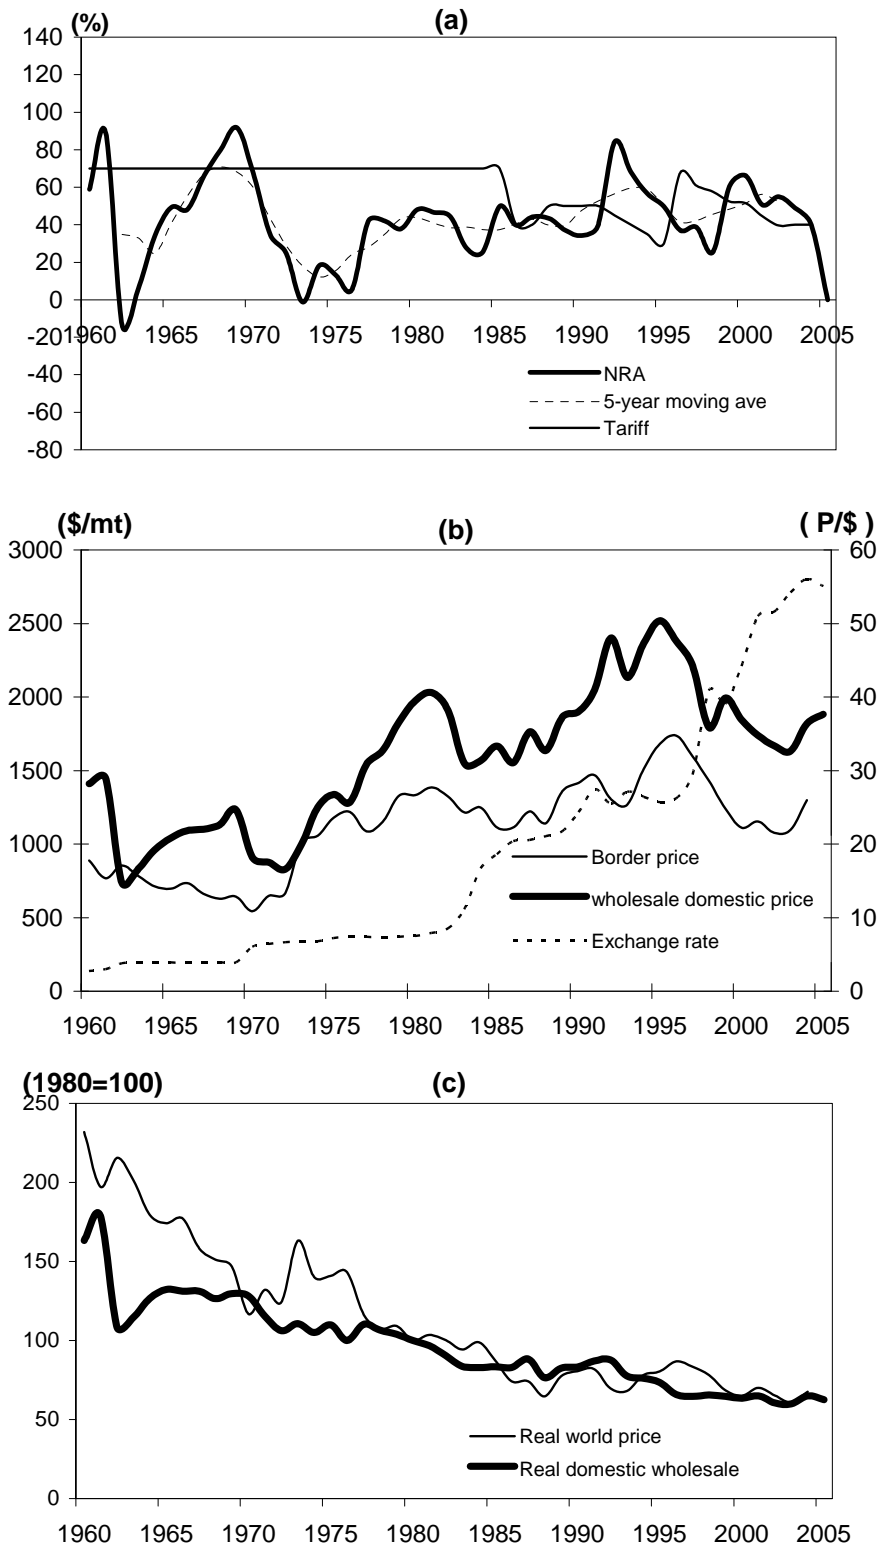 (%)
(a)
140
120
100
80
60
40
20
0
-20
-40
-60
-80
1960 1965 1970 1975 1980 1985 1990 1995 2000 2005
NRA
5-year moving ave
Tariff
($/mt)
(b)
( P/$ )
3000
2500
2000
1500
1000
500
0
60
50
40
30
20
10
0
Border price
wholesale domestic price
Exchange rate
1960 1965 1970 1975 1980 1985 1990 1995 2000 2005
(1980=100)
(c)
250
200
150
100
50
0
Real world price
Real domestic wholesale
1960 1965 1970 1975 1980 1985 1990 1995 2000 2005